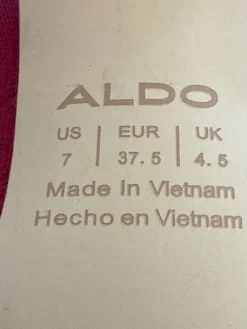 ALDO
US | EUR | UK
7 | 37.5 | 4.5
Made In Vietnam
Hecho en Vietnam